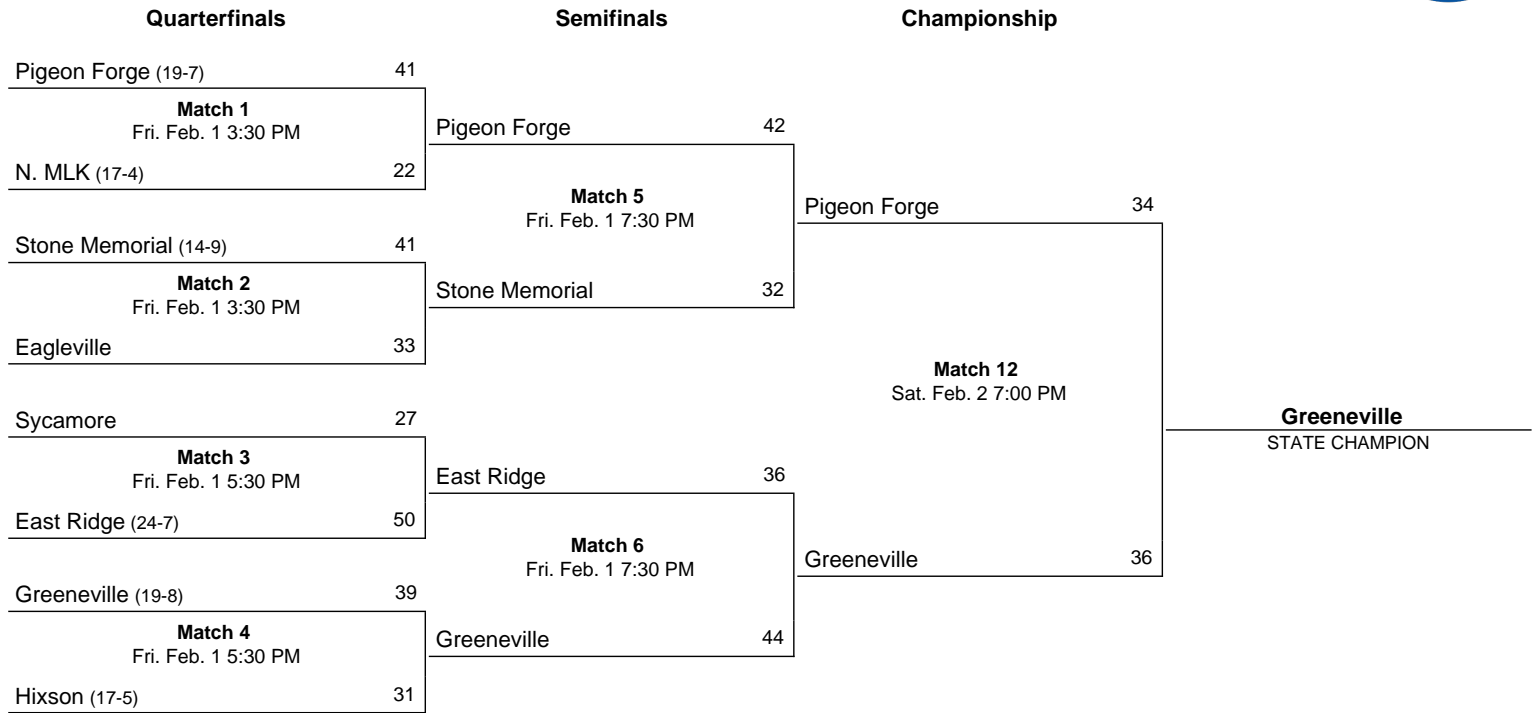 Quarterfinals Semifinals Championship
Pigeon Forge (19-7) 41
Match 1
Fri. Feb. 1 3:30 PM
N. MLK (17-4) 22
Stone Memorial (14-9) 41
Match 2
Fri. Feb. 1 3:30 PM
Eagleville 33
Sycamore 27
Match 3
Fri. Feb. 1 5:30 PM
East Ridge (24-7) 50
Greeneville (19-8) 39
Match 4
Fri. Feb. 1 5:30 PM
Hixson (17-5) 31
Pigeon Forge 42
Match 5
Fri. Feb. 1 7:30 PM
Stone Memorial 32
East Ridge 36
Match 6
Fri. Feb. 1 7:30 PM
Greeneville 44
Pigeon Forge 34
Match 12
Sat. Feb. 2 7:00 PM
Greeneville 36
Greeneville
STATE CHAMPION